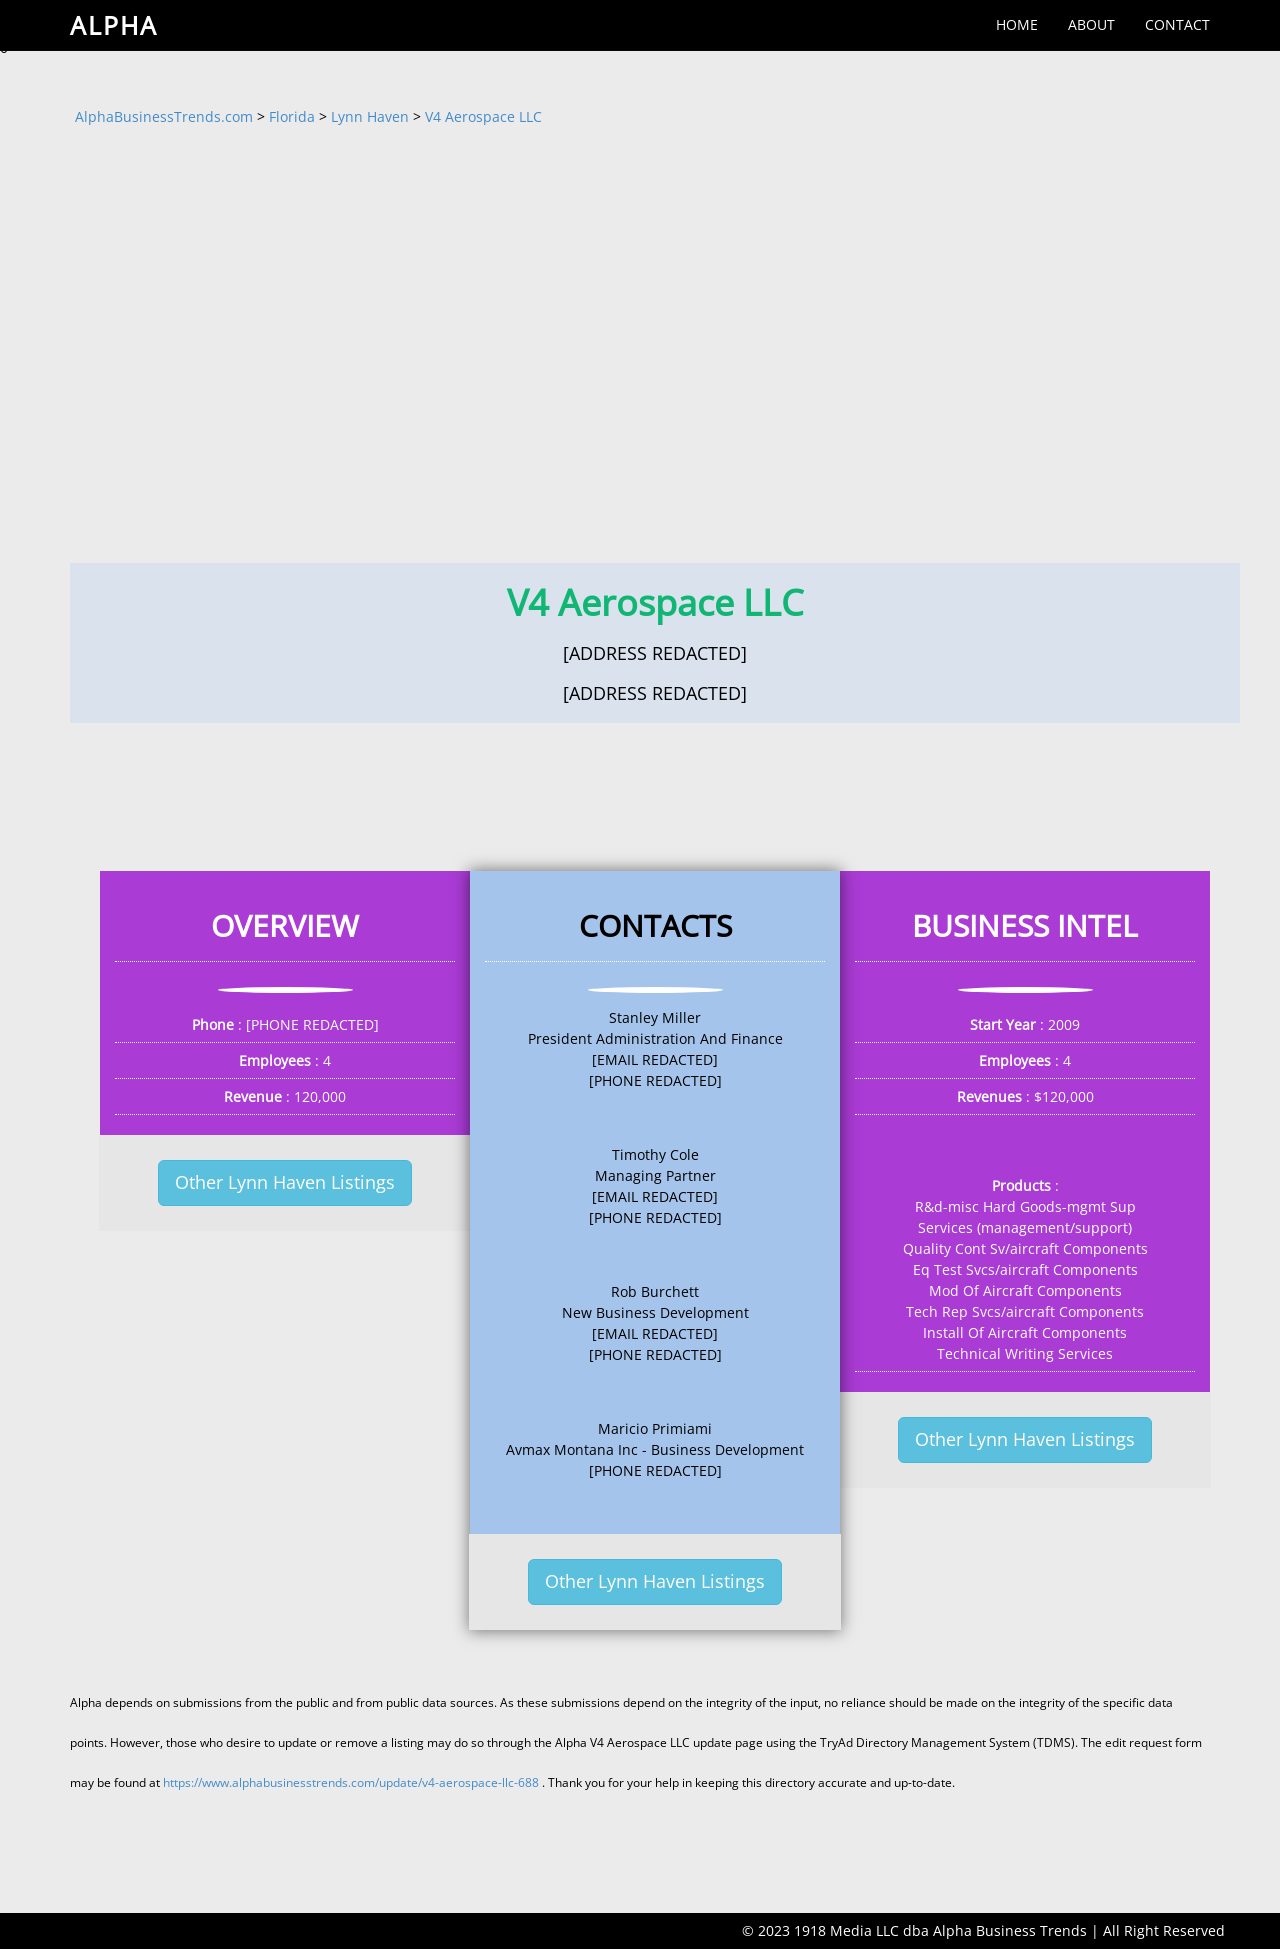 ALPHA
HOME ABOUT CONTACT
AlphaBusinessTrends.com > Florida > Lynn Haven > V4 Aerospace LLC
V4 Aerospace LLC
[ADDRESS REDACTED]
[ADDRESS REDACTED]
OVERVIEW
Phone : [PHONE REDACTED]
Employees : 4
Revenue : 120,000
Other Lynn Haven Listings
CONTACTS
Stanley Miller
President Administration And Finance
[EMAIL REDACTED]
[PHONE REDACTED]
Timothy Cole
Managing Partner
[EMAIL REDACTED]
[PHONE REDACTED]
Rob Burchett
New Business Development
[EMAIL REDACTED]
[PHONE REDACTED]
Maricio Primiami
Avmax Montana Inc - Business Development
[PHONE REDACTED]
Other Lynn Haven Listings
BUSINESS INTEL
Start Year : 2009
Employees : 4
Revenues : $120,000
Products :
R&d-misc Hard Goods-mgmt Sup
Services (management/support)
Quality Cont Sv/aircraft Components
Eq Test Svcs/aircraft Components
Mod Of Aircraft Components
Tech Rep Svcs/aircraft Components
Install Of Aircraft Components
Technical Writing Services
Other Lynn Haven Listings
Alpha depends on submissions from the public and from public data sources. As these submissions depend on the integrity of the input, no reliance should be made on the integrity of the specific data
points. However, those who desire to update or remove a listing may do so through the Alpha V4 Aerospace LLC update page using the TryAd Directory Management System (TDMS). The edit request form
may be found at https://www.alphabusinesstrends.com/update/v4-aerospace-llc-688 . Thank you for your help in keeping this directory accurate and up-to-date.
© 2023 1918 Media LLC dba Alpha Business Trends | All Right Reserved